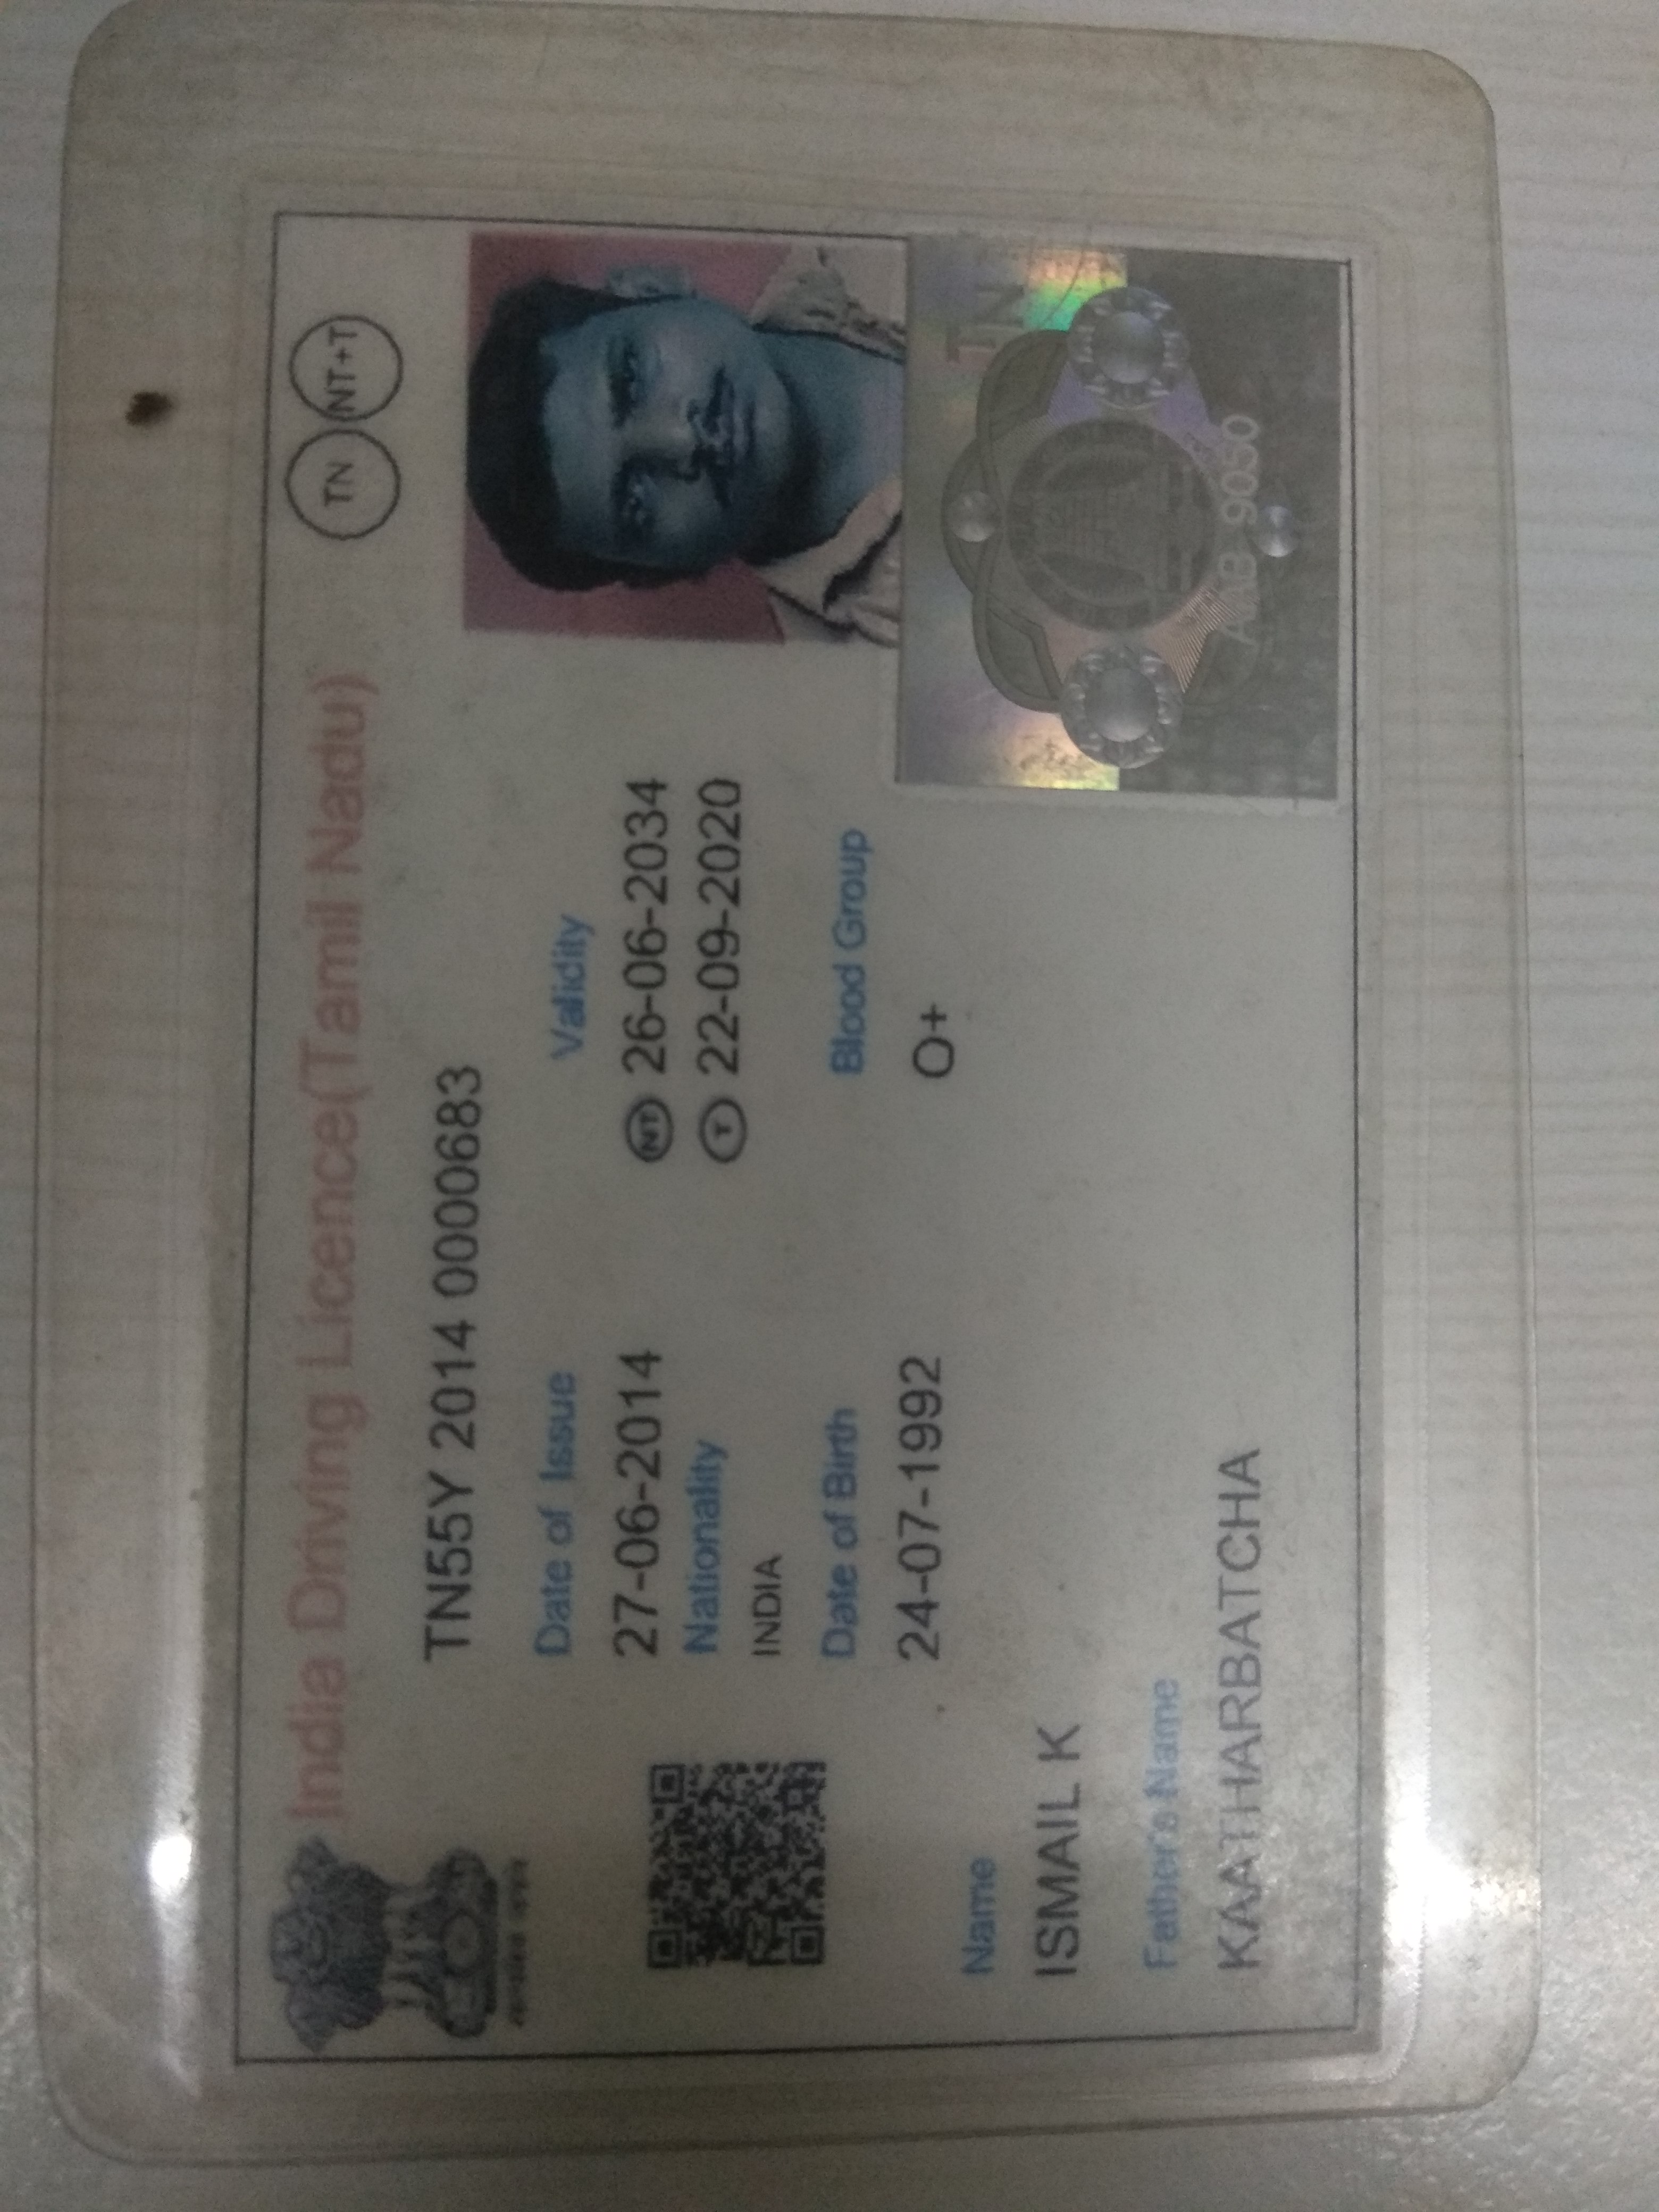 India Driving Licence(Tamil Nadu)
TN NT+T
TN55Y 2014 0000683
Date of Issue Validity
27-06-2014 NT 26-06-2034
Nationality T 22-09-2020
INDIA
Date of Birth Blood Group
24-07-1992 O+
Name
ISMAIL K
Father's Name
KAATHARBATCHA
TN
AB 9050